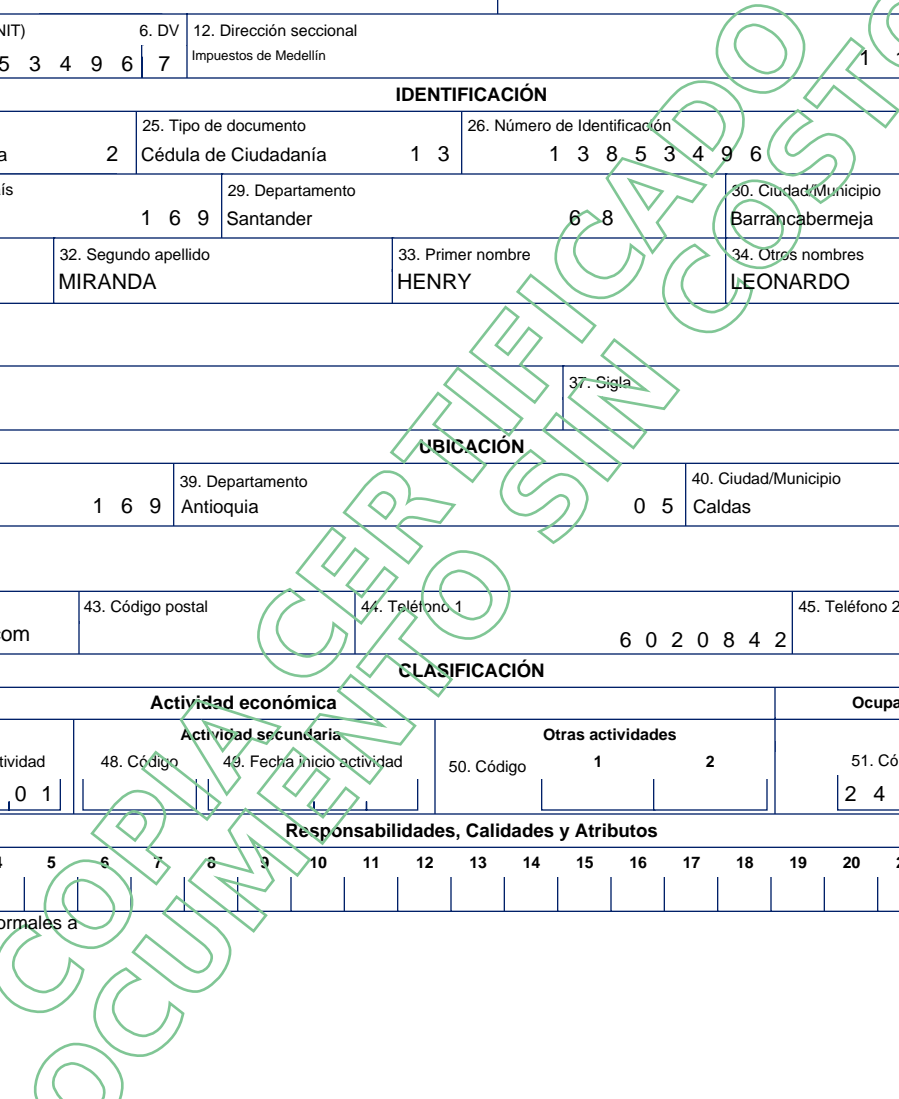 NIT) 6. DV 12. Dirección seccional
5 3 4 9 6 7 Impuestos de Medellín 1
IDENTIFICACIÓN
25. Tipo de documento 26. Número de Identificación
a 2 Cédula de Ciudadanía 1 3 1 3 8 5 3 4 9 6
ís 29. Departamento 30. Ciudad/Municipio
1 6 9 Santander 6 8 Barrancabermeja
32. Segundo apellido 33. Primer nombre 34. Otros nombres
MIRANDA HENRY LEONARDO
37. Sigla
UBICACIÓN
39. Departamento 40. Ciudad/Municipio
1 6 9 Antioquia 0 5 Caldas
43. Código postal 44. Teléfono 1 45. Teléfono 2
com 6 0 2 0 8 4 2
CLASIFICACIÓN
Actividad económica Ocupa
Actividad secundaria Otras actividades
tividad 48. Código 49. Fecha inicio actividad 50. Código 1 2 51. Có
0 1 2 4
Responsabilidades, Calidades y Atributos
4 5 6 7 8 9 10 11 12 13 14 15 16 17 18 19 20 2
ormales a
COPIA CERTIFICADO
OCUMENTO SIN COSTO